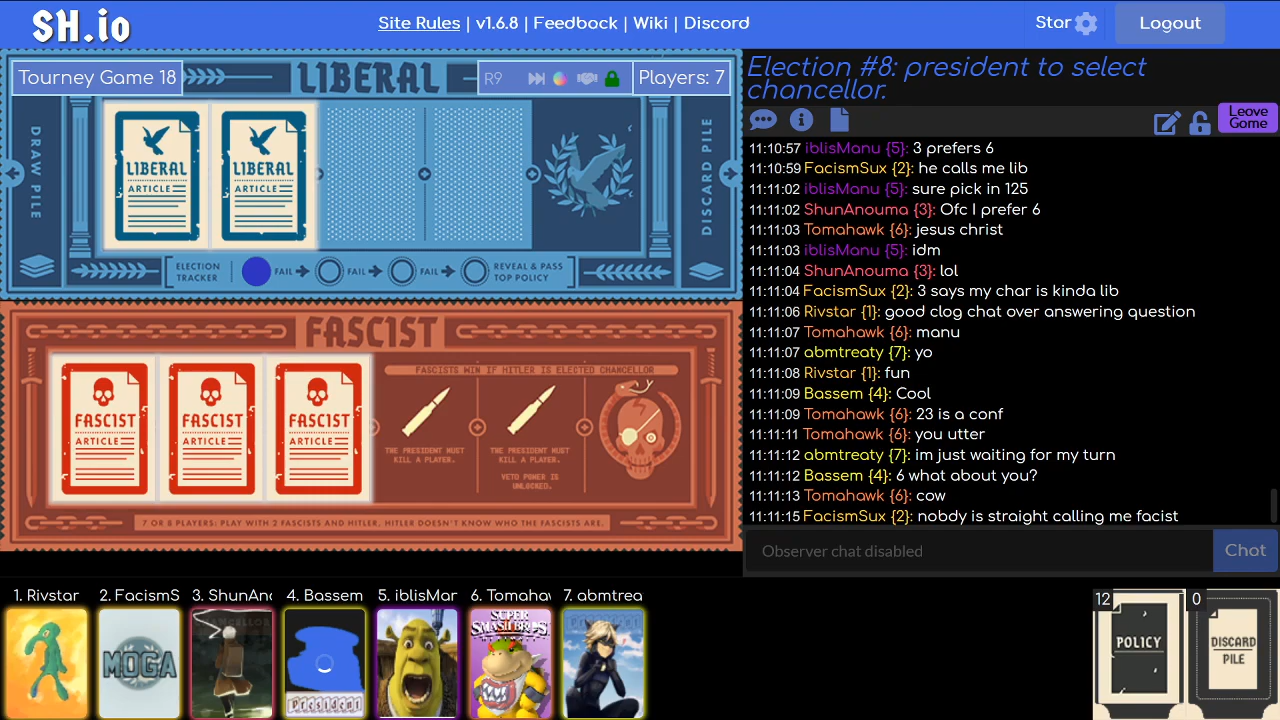 SH.io
Site Rules | v1.6.8 | Feedback | Wiki | Discord
Star
Logout
Tourney Game 18
LIBERAL
R9
Players: 7
DRAW PILE
LIBERAL
ARTICLE
LIBERAL
ARTICLE
DISCARD PILE
ELECTION
TRACKER
FAIL
FAIL
FAIL
REVEAL & PASS
TOP POLICY
FASCIST
FASCISTS WIN IF HITLER IS ELECTED CHANCELLOR
FASCIST
ARTICLE
FASCIST
ARTICLE
FASCIST
ARTICLE
THE PRESIDENT MUST
KILL A PLAYER.
THE PRESIDENT MUST
KILL A PLAYER.
VETO POWER IS
UNLOCKED.
7 OR 8 PLAYERS: PLAY WITH 2 FASCISTS AND HITLER. HITLER DOESN'T KNOW WHO THE FASCISTS ARE.
Election #8: president to select
chancellor.
Leave
Game
11:10:57 iblisManu {5}: 3 prefers 6
11:10:59 FacismSux {2}: he calls me lib
11:11:02 iblisManu {5}: sure pick in 125
11:11:02 ShunAnouma {3}: Ofc I prefer 6
11:11:03 Tomahawk {6}: jesus christ
11:11:03 iblisManu {5}: idm
11:11:04 ShunAnouma {3}: lol
11:11:04 FacismSux {2}: 3 says my char is kinda lib
11:11:06 Rivstar {1}: good clog chat over answering question
11:11:07 Tomahawk {6}: manu
11:11:07 abmtreaty {7}: yo
11:11:08 Rivstar {1}: fun
11:11:09 Bassem {4}: Cool
11:11:09 Tomahawk {6}: 23 is a conf
11:11:11 Tomahawk {6}: you utter
11:11:12 abmtreaty {7}: im just waiting for my turn
11:11:12 Bassem {4}: 6 what about you?
11:11:13 Tomahawk {6}: cow
11:11:15 FacismSux {2}: nobdy is straight calling me facist
Observer chat disabled
Chat
1. Rivstar
2. FacismS
3. ShunAno
4. Bassem
5. iblisMar
6. Tomahav
7. abmtrea
MOGA
President
SUPER
SMASH BROS
12
POLICY
0
DISCARD
PILE